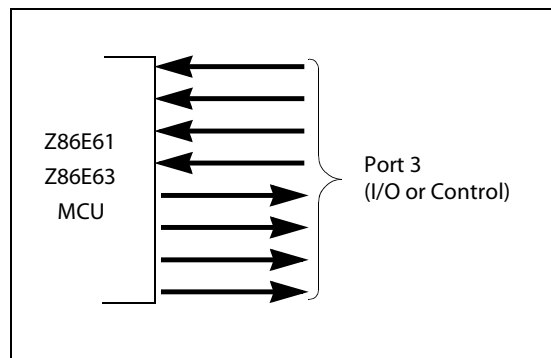 Z86E61
Z86E63
MCU
Port 3
(I/O or Control)